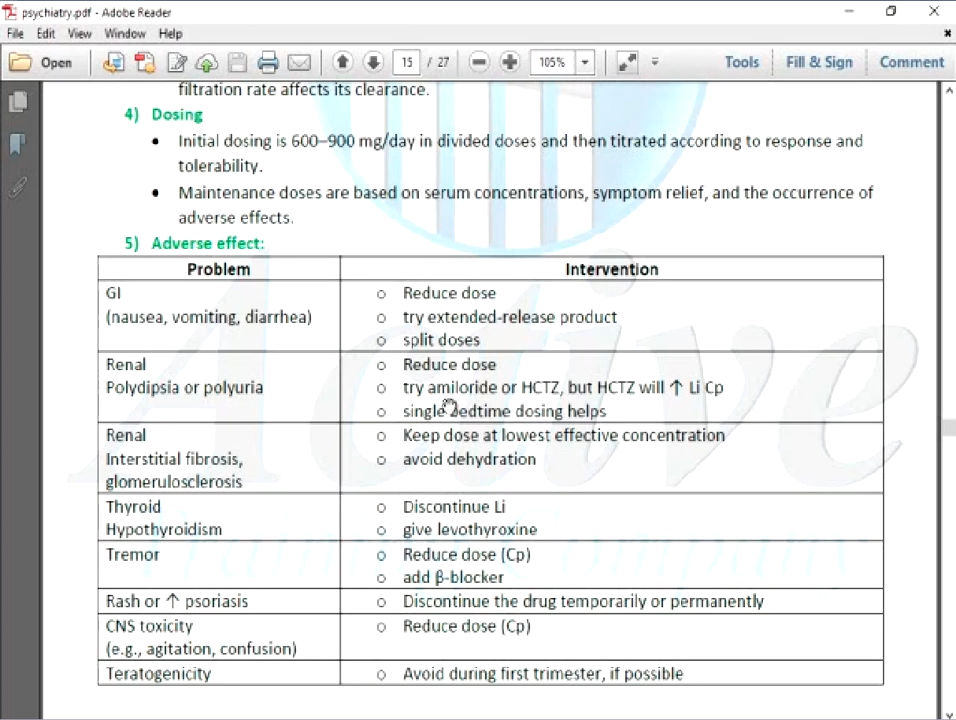 psychiatry.pdf - Adobe Reader
File Edit View Window Help
Open 15 / 27 105% Tools Fill & Sign Comment
filtration rate affects its clearance.
4) Dosing
• Initial dosing is 600–900 mg/day in divided doses and then titrated according to response and
tolerability.
• Maintenance doses are based on serum concentrations, symptom relief, and the occurrence of
adverse effects.
5) Adverse effect:
Problem Intervention
GI
(nausea, vomiting, diarrhea)
o Reduce dose
o try extended-release product
o split doses
Renal
Polydipsia or polyuria
o Reduce dose
o try amiloride or HCTZ, but HCTZ will ↑ Li Cp
o single bedtime dosing helps
Renal
Interstitial fibrosis,
glomerulosclerosis
o Keep dose at lowest effective concentration
o avoid dehydration
Thyroid
Hypothyroidism
o Discontinue Li
o give levothyroxine
Tremor
o Reduce dose (Cp)
o add β-blocker
Rash or ↑ psoriasis
o Discontinue the drug temporarily or permanently
CNS toxicity
(e.g., agitation, confusion)
o Reduce dose (Cp)
Teratogenicity
o Avoid during first trimester, if possible
Active